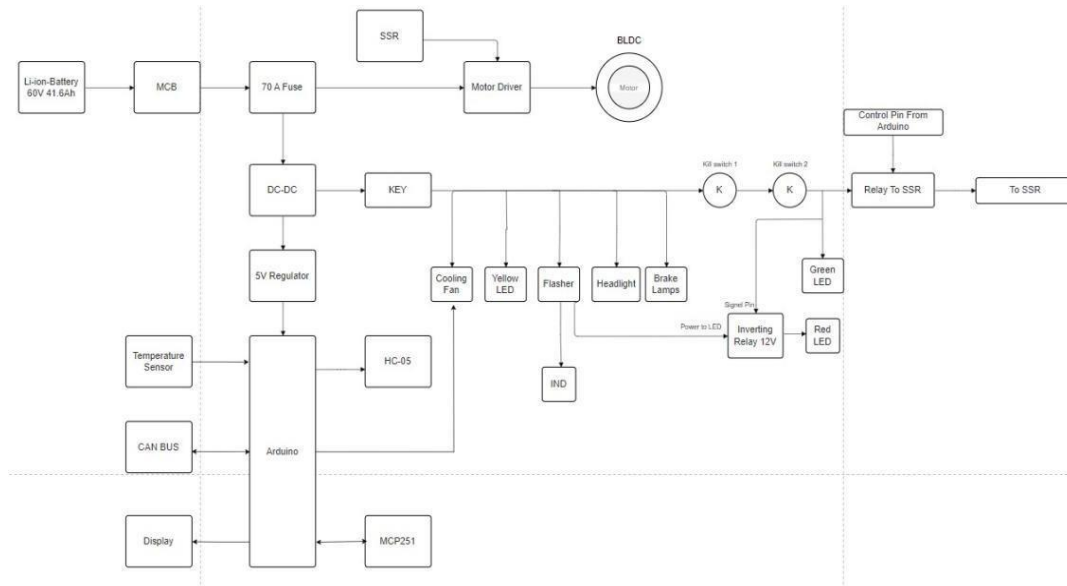 SSR
BLDC
Li-ion-Battery
60V 41.6Ah
MCB
70 A Fuse
Motor Driver
Motor
Control Pin From
Arduino
Kill switch 1
Kill switch 2
DC-DC
KEY
K
K
Relay To SSR
To SSR
5V Regulator
Cooling
Fan
Yellow
LED
Flasher
Headlight
Brake
Lamps
Green
LED
Signel Pin
Power to LED
Inverting
Relay 12V
Red
LED
Temperature
Sensor
HC-05
IND
CAN BUS
Arduino
Display
MCP251